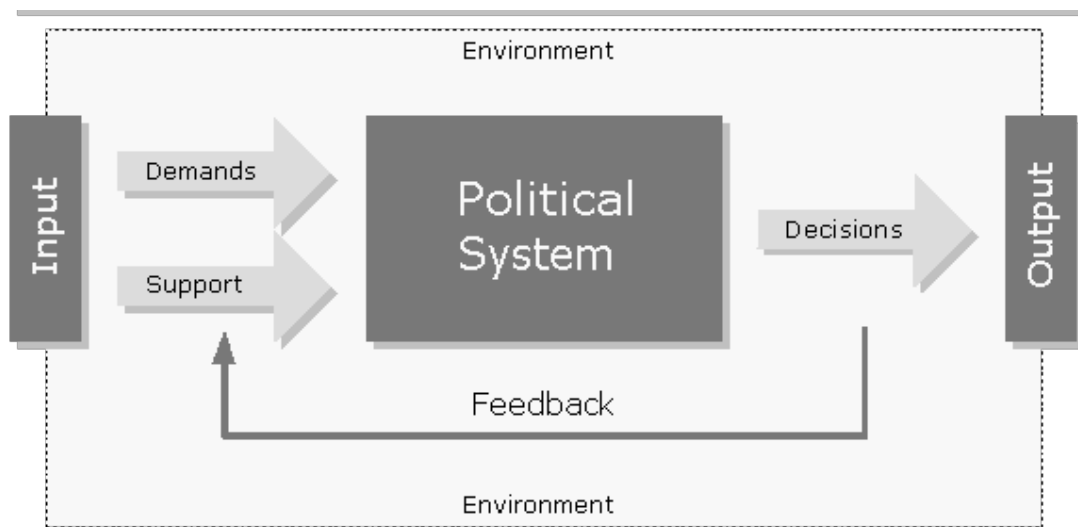 Environment
Input
Demands
Support
Political
System
Decisions
Output
Feedback
Environment